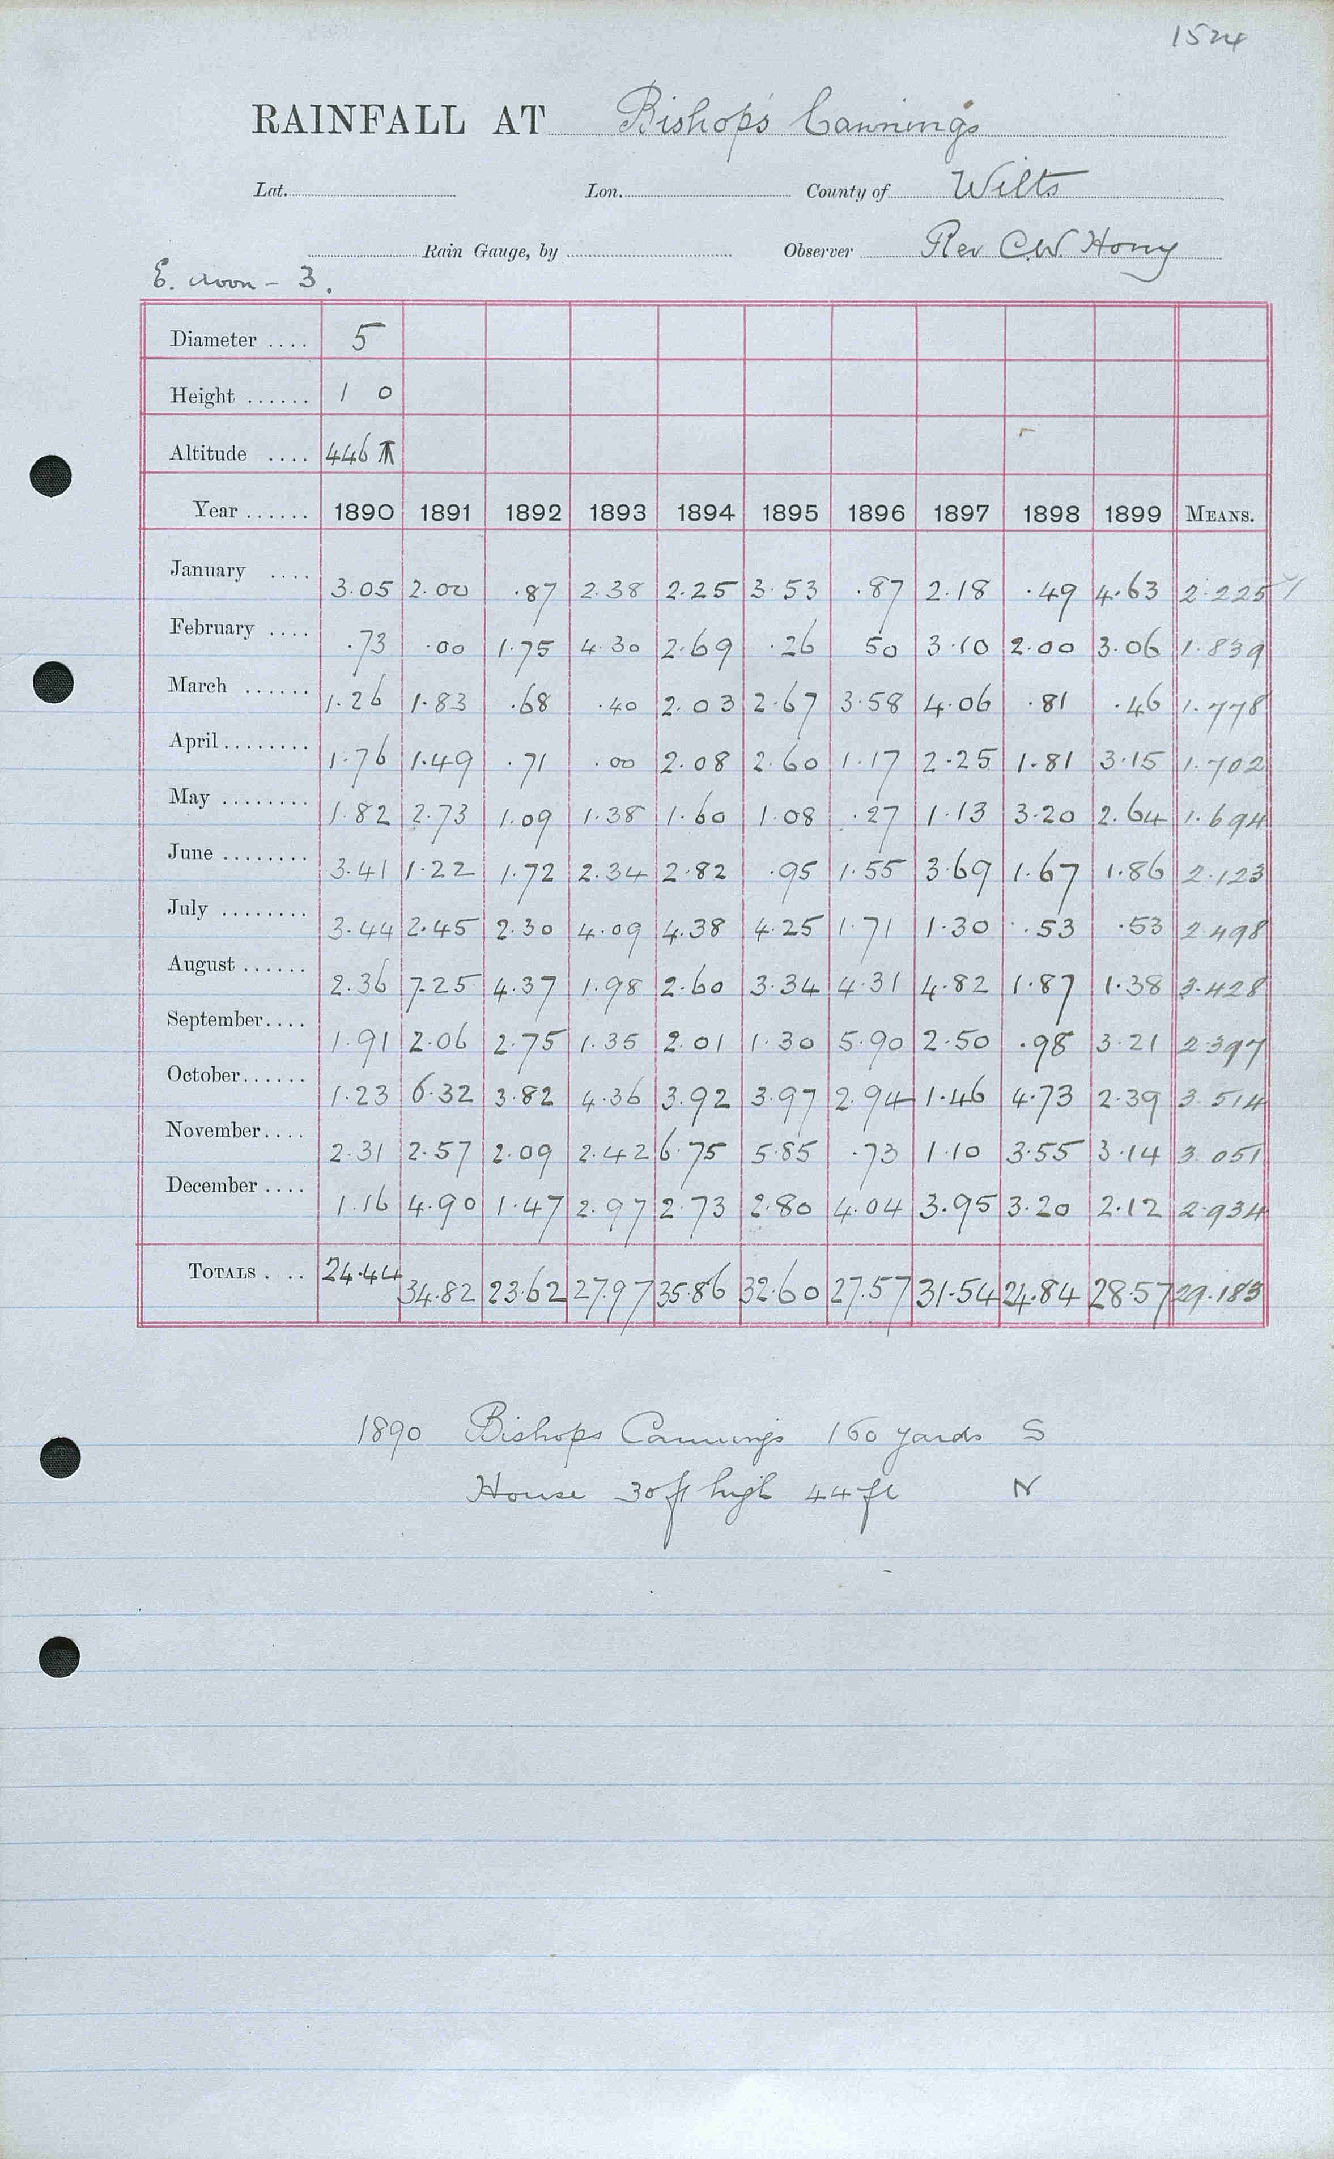 1524
RAINFALL AT Bishops Cannings
Lat. Lon. County of Wilts
Rain Gauge, by Observer Rev C.W. Hony
3.
Diameter .... 5
Height ...... 1 0
Altitude .... 446
Year ...... 1890 1891 1892 1893 1894 1895 1896 1897 1898 1899 MEANS.
January .... 3.05 2.00 .87 2.38 2.25 3.53 .87 2.18 .49 4.63 2.225
February .... .73 .00 1.75 4.30 2.69 .26 50 3.10 2.00 3.06 1.839
March ...... 1.26 1.83 .68 .40 2.03 2.67 3.58 4.06 .81 .46 1.778
April ........ 1.76 1.49 .71 .00 2.08 2.60 1.17 2.25 1.81 3.15 1.702
May ........ 1.82 2.73 1.09 1.38 1.60 1.08 .27 1.13 3.20 2.64 1.694
June ........ 3.41 1.22 1.72 2.34 2.82 .95 1.55 3.69 1.67 1.86 2.123
July ........ 3.44 2.45 2.30 4.09 4.38 4.25 1.71 1.30 .53 .53 2.498
August ...... 2.36 7.25 4.37 1.98 2.60 3.34 4.31 4.82 1.87 1.38 3.428
September .... 1.91 2.06 2.75 1.35 2.01 1.30 5.90 2.50 .98 3.21 2.397
October ...... 1.23 6.32 3.82 4.36 3.92 3.97 2.94 1.46 4.73 2.39 3.514
November .... 2.31 2.57 2.09 2.42 6.75 5.85 .73 1.10 3.55 3.14 3.051
December .... 1.16 4.90 1.47 2.97 2.73 2.80 4.04 3.95 3.20 2.12 2.934
TOTALS . .. 24.44 34.82 23.62 27.97 35.86 32.60 27.57 31.54 24.84 28.57 29.183
1890 Bishops Cannings 160 yards S
House 30 ft high 44 ft N